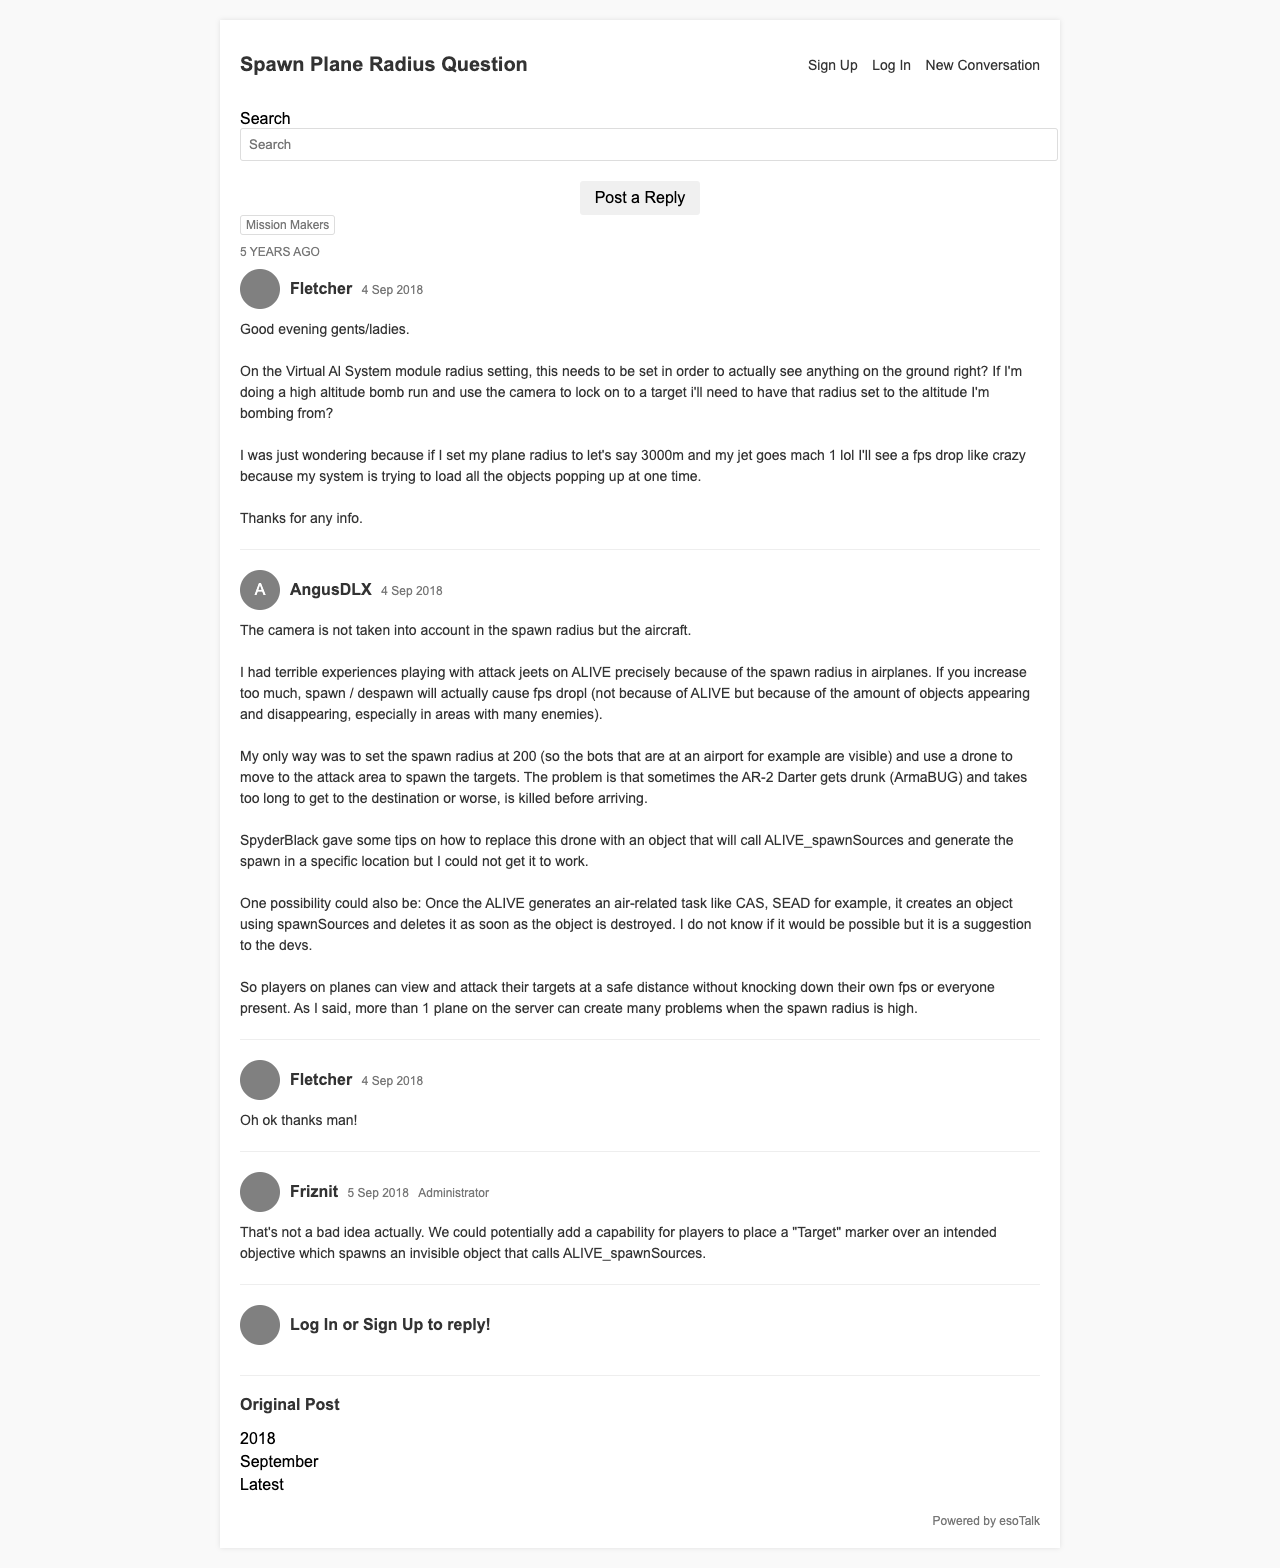 Spawn Plane Radius Question
Sign Up Log In New Conversation
Search
Search
Post a Reply
Mission Makers
5 YEARS AGO
Fletcher 4 Sep 2018
Good evening gents/ladies.
On the Virtual AI System module radius setting, this needs to be set in order to actually see anything on the ground right? If I'm
doing a high altitude bomb run and use the camera to lock on to a target i'll need to have that radius set to the altitude I'm
bombing from?
I was just wondering because if I set my plane radius to let's say 3000m and my jet goes mach 1 lol I'll see a fps drop like crazy
because my system is trying to load all the objects popping up at one time.
Thanks for any info.
A
AngusDLX 4 Sep 2018
The camera is not taken into account in the spawn radius but the aircraft.
I had terrible experiences playing with attack jeets on ALIVE precisely because of the spawn radius in airplanes. If you increase
too much, spawn / despawn will actually cause fps dropl (not because of ALIVE but because of the amount of objects appearing
and disappearing, especially in areas with many enemies).
My only way was to set the spawn radius at 200 (so the bots that are at an airport for example are visible) and use a drone to
move to the attack area to spawn the targets. The problem is that sometimes the AR-2 Darter gets drunk (ArmaBUG) and takes
too long to get to the destination or worse, is killed before arriving.
SpyderBlack gave some tips on how to replace this drone with an object that will call ALIVE_spawnSources and generate the
spawn in a specific location but I could not get it to work.
One possibility could also be: Once the ALIVE generates an air-related task like CAS, SEAD for example, it creates an object
using spawnSources and deletes it as soon as the object is destroyed. I do not know if it would be possible but it is a suggestion
to the devs.
So players on planes can view and attack their targets at a safe distance without knocking down their own fps or everyone
present. As I said, more than 1 plane on the server can create many problems when the spawn radius is high.
Fletcher 4 Sep 2018
Oh ok thanks man!
Friznit 5 Sep 2018 Administrator
That's not a bad idea actually. We could potentially add a capability for players to place a "Target" marker over an intended
objective which spawns an invisible object that calls ALIVE_spawnSources.
Log In or Sign Up to reply!
Original Post
2018
September
Latest
Powered by esoTalk